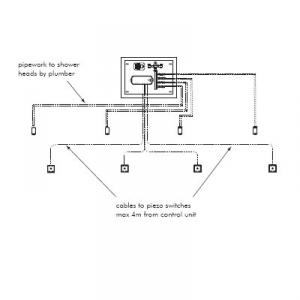 pipework to shower
heads by plumber
cables to piezo switches
max 4m from control unit